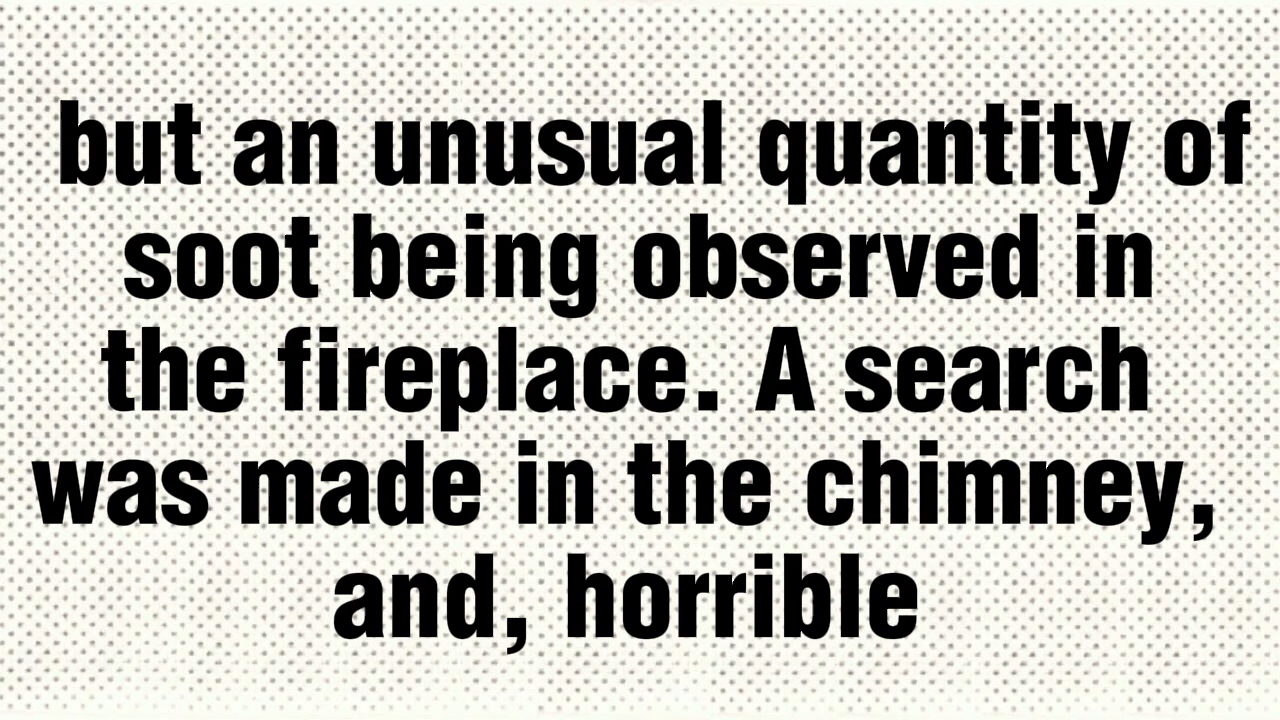 but an unusual quantity of
soot being observed in
the fireplace. A search
was made in the chimney,
and, horrible